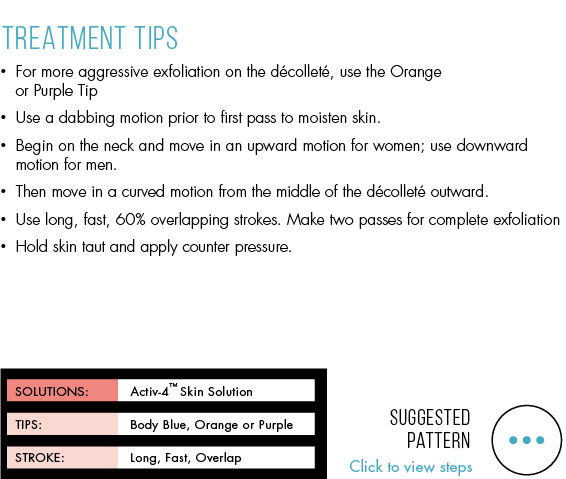 TREATMENT TIPS
• For more aggressive exfoliation on the décolleté, use the Orange
or Purple Tip
• Use a dabbing motion prior to first pass to moisten skin.
• Begin on the neck and move in an upward motion for women; use downward
motion for men.
• Then move in a curved motion from the middle of the décolleté outward.
• Use long, fast, 60% overlapping strokes. Make two passes for complete exfoliation
• Hold skin taut and apply counter pressure.
SOLUTIONS: Activ-4™ Skin Solution
TIPS: Body Blue, Orange or Purple
STROKE: Long, Fast, Overlap
SUGGESTED
PATTERN
Click to view steps